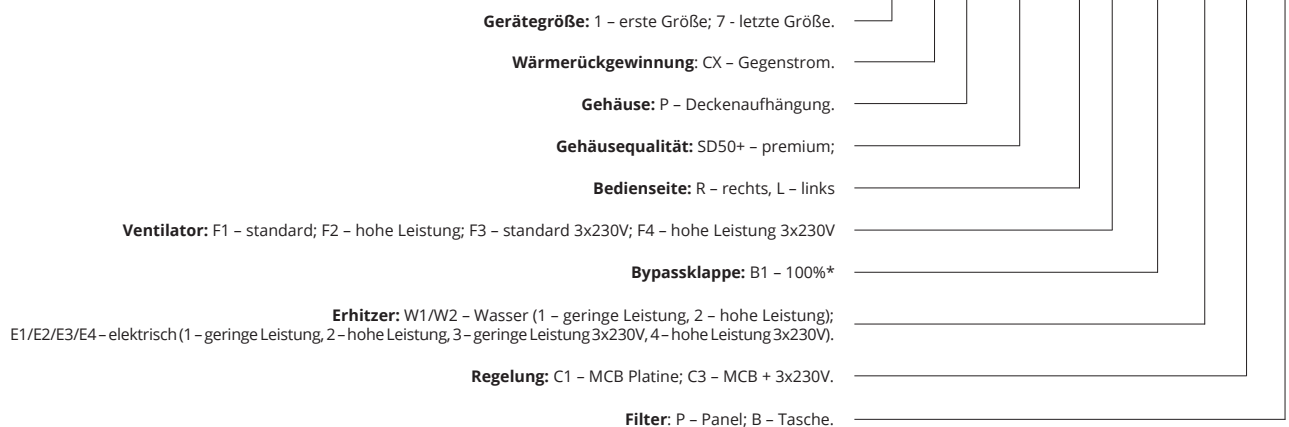 Gerätegröße: 1 – erste Größe; 7 - letzte Größe.
Wärmerückgewinnung: CX – Gegenstrom.
Gehäuse: P – Deckenaufhängung.
Gehäusequalität: SD50+ – premium;
Bedienseite: R – rechts, L – links
Ventilator: F1 – standard; F2 – hohe Leistung; F3 – standard 3x230V; F4 – hohe Leistung 3x230V
Bypassklappe: B1 – 100%*
Erhitzer: W1/W2 – Wasser (1 – geringe Leistung, 2 – hohe Leistung);
E1/E2/E3/E4 – elektrisch (1 – geringe Leistung, 2 – hohe Leistung, 3 – geringe Leistung 3x230V, 4 – hohe Leistung 3x230V).
Regelung: C1 – MCB Platine; C3 – MCB + 3x230V.
Filter: P – Panel; B – Tasche.